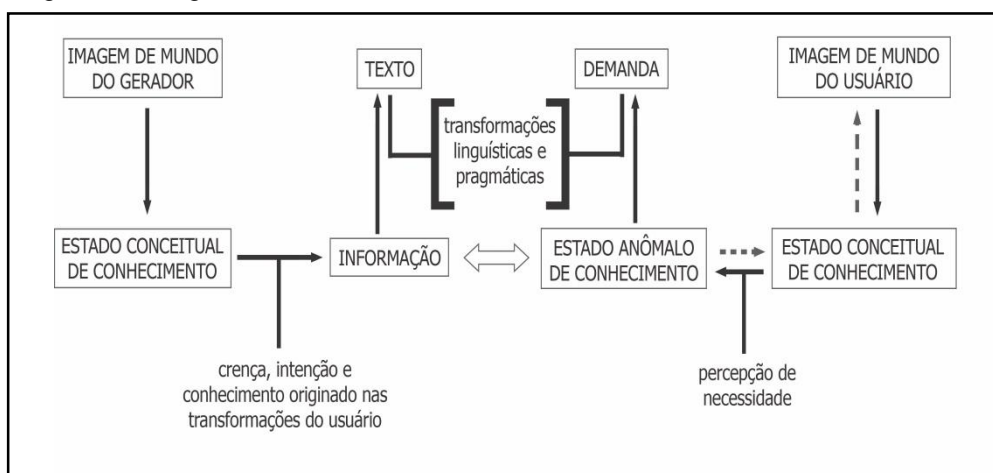 IMAGEM DE MUNDO
DO GERADOR
TEXTO
DEMANDA
IMAGEM DE MUNDO
DO USUÁRIO
transformações
linguísticas e
pragmáticas
ESTADO CONCEITUAL
DE CONHECIMENTO
INFORMAÇÃO
ESTADO ANÔMALO
DE CONHECIMENTO
ESTADO CONCEITUAL
DE CONHECIMENTO
crença, intenção e
conhecimento originado nas
transformações do usuário
percepção de
necessidade